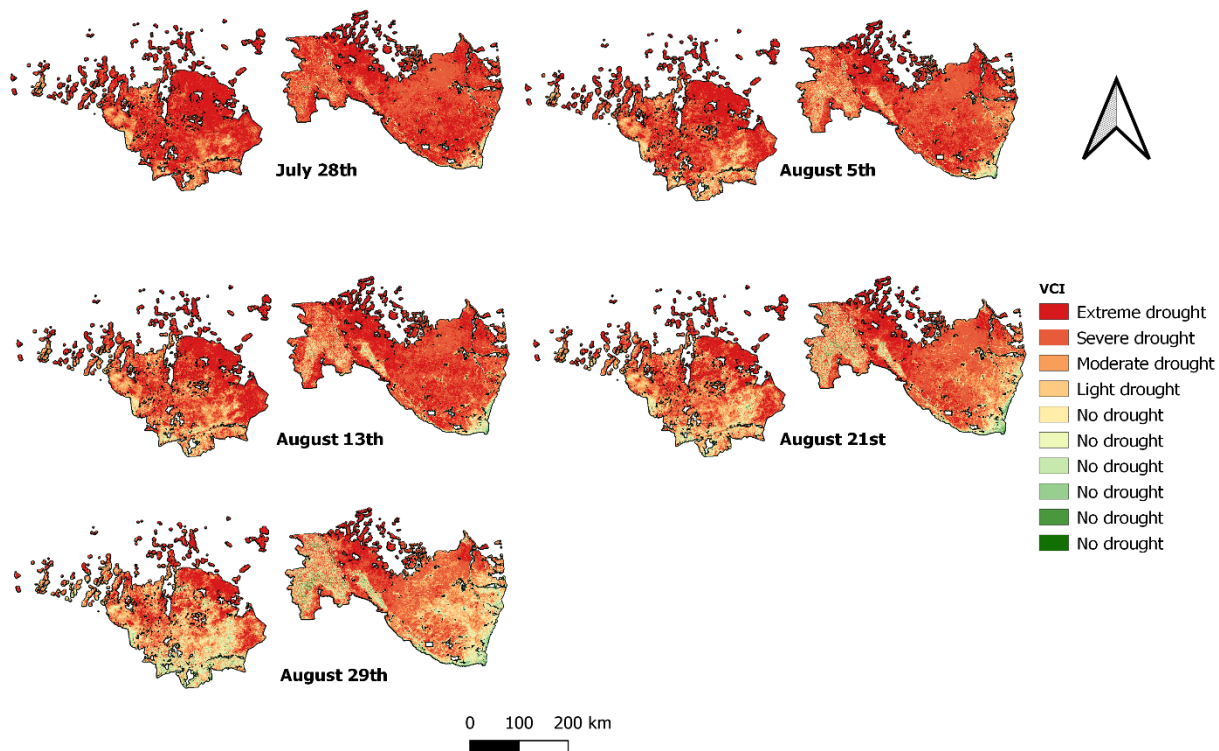 July 28th
August 5th
August 13th
August 21st
August 29th
VCI
Extreme drought
Severe drought
Moderate drought
Light drought
No drought
No drought
No drought
No drought
No drought
No drought
0 100 200 km